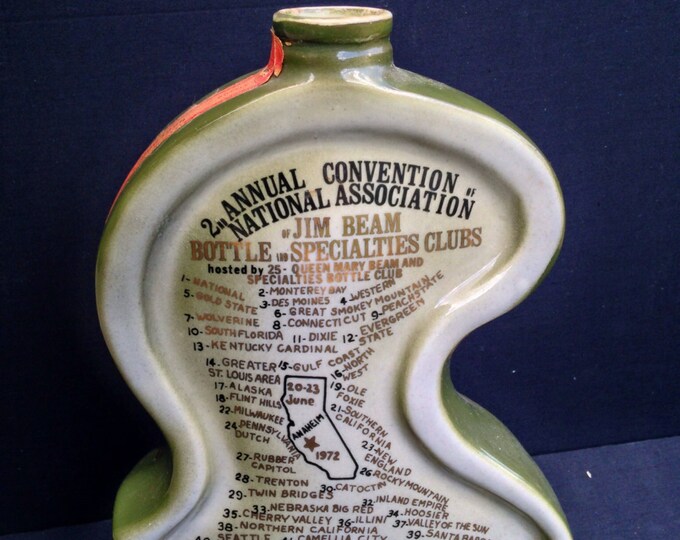 2ND ANNUAL CONVENTION OF
NATIONAL ASSOCIATION
OF JIM BEAM
BOTTLE AND SPECIALTIES CLUBS
hosted by 25- QUEEN MARY BEAM AND
SPECIALTIES BOTTLE CLUB
1- NATIONAL 2- MONTEREY BAY 4- WESTERN
5- GOLD STATE 3- DES MOINES
6- GREAT SMOKEY MOUNTAIN
7- WOLVERINE 8- CONNECTICUT 9- PEACHSTATE
10- SOUTH FLORIDA 11- DIXIE 12- EVERGREEN STATE
13- KENTUCKY CARDINAL
14- GREATER ST. LOUIS AREA 15- GULF COAST
16- NORTH WEST
17- ALASKA
18- FLINT HILLS
19- OLE FOXIE
20-23
June
ANAHEIM
1972
21- SOUTHERN CALIFORNIA
22- MILWAUKEE
23- NEW ENGLAND
24- PENNSYLVANIA DUTCH
26- ROCKY MOUNTAIN
27- RUBBER CAPITOL
28- TRENTON 30- CATOCTIN
29- TWIN BRIDGES 32- INLAND EMPIRE
33- NEBRASKA BIG RED 34- HOOSIER
35- CHERRY VALLEY 36- ILLINI 37- VALLEY OF THE SUN
38- NORTHERN CALIFORNIA 39- SANTA BARB
SEATTLE 41- CAMELLIA CITY